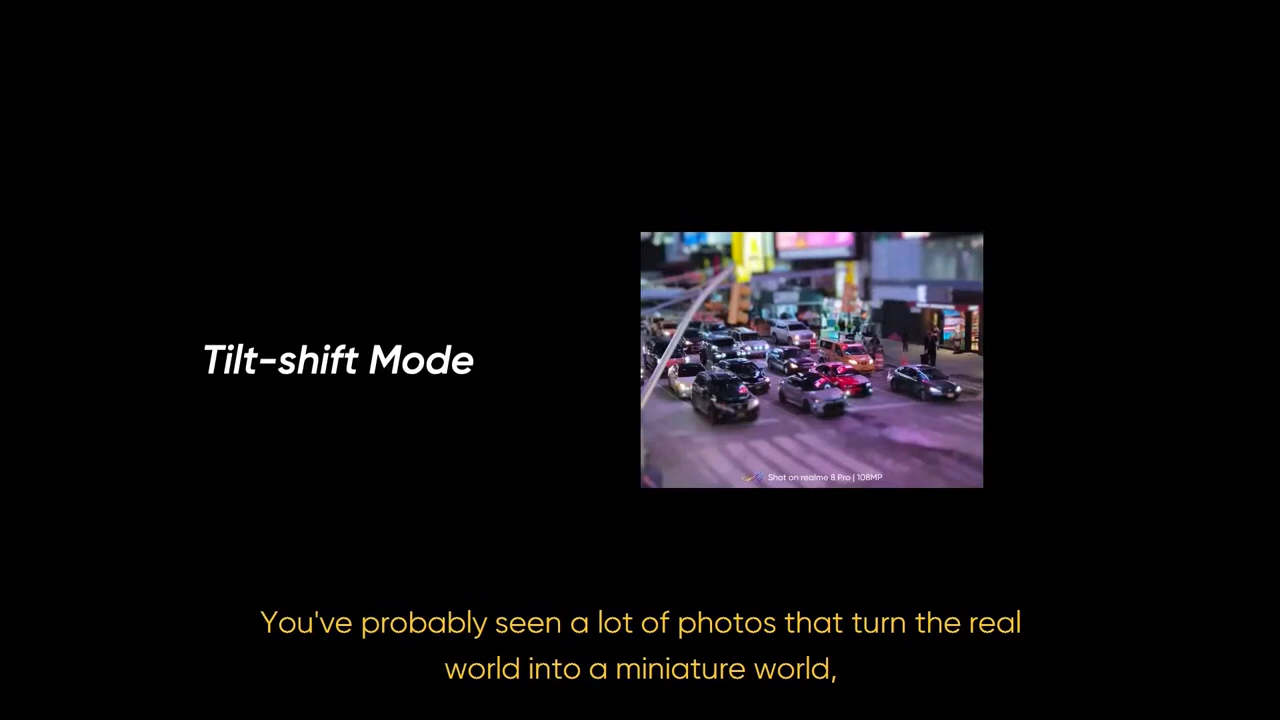 Tilt-shift Mode
Shot on realme 8 Pro | 108MP
You've probably seen a lot of photos that turn the real
world into a miniature world,